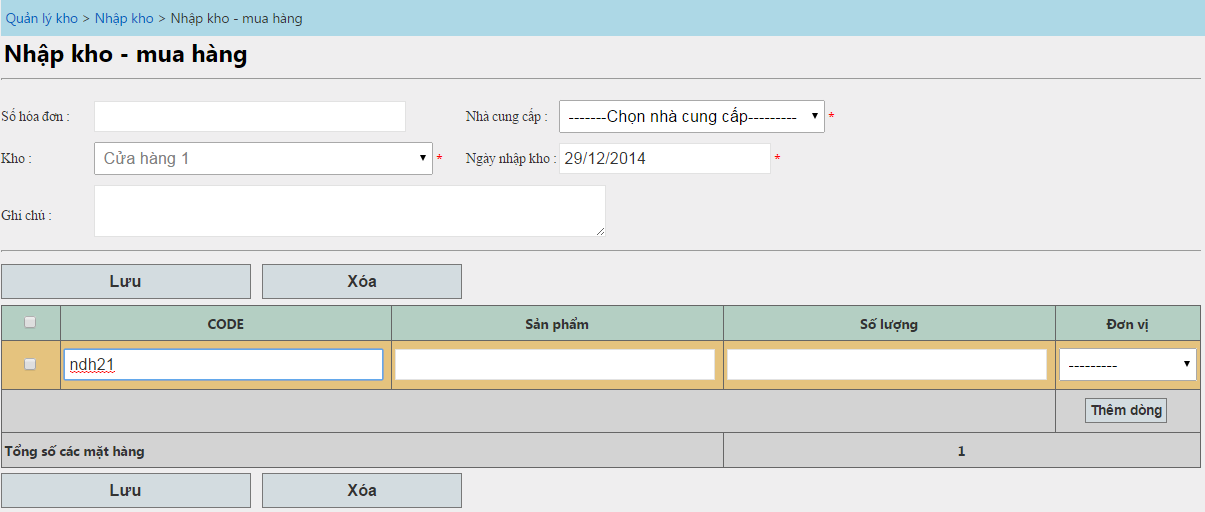 Quản lý kho > Nhập kho > Nhập kho - mua hàng
Nhập kho - mua hàng
Số hóa đơn : Nhà cung cấp : -------Chọn nhà cung cấp--------- *
Kho : Cửa hàng 1 * Ngày nhập kho : 29/12/2014 *
Ghi chú :
Lưu Xóa
CODE Sản phẩm Số lượng Đơn vị
ndh21 ---------
Thêm dòng
Tổng số các mặt hàng 1
Lưu Xóa